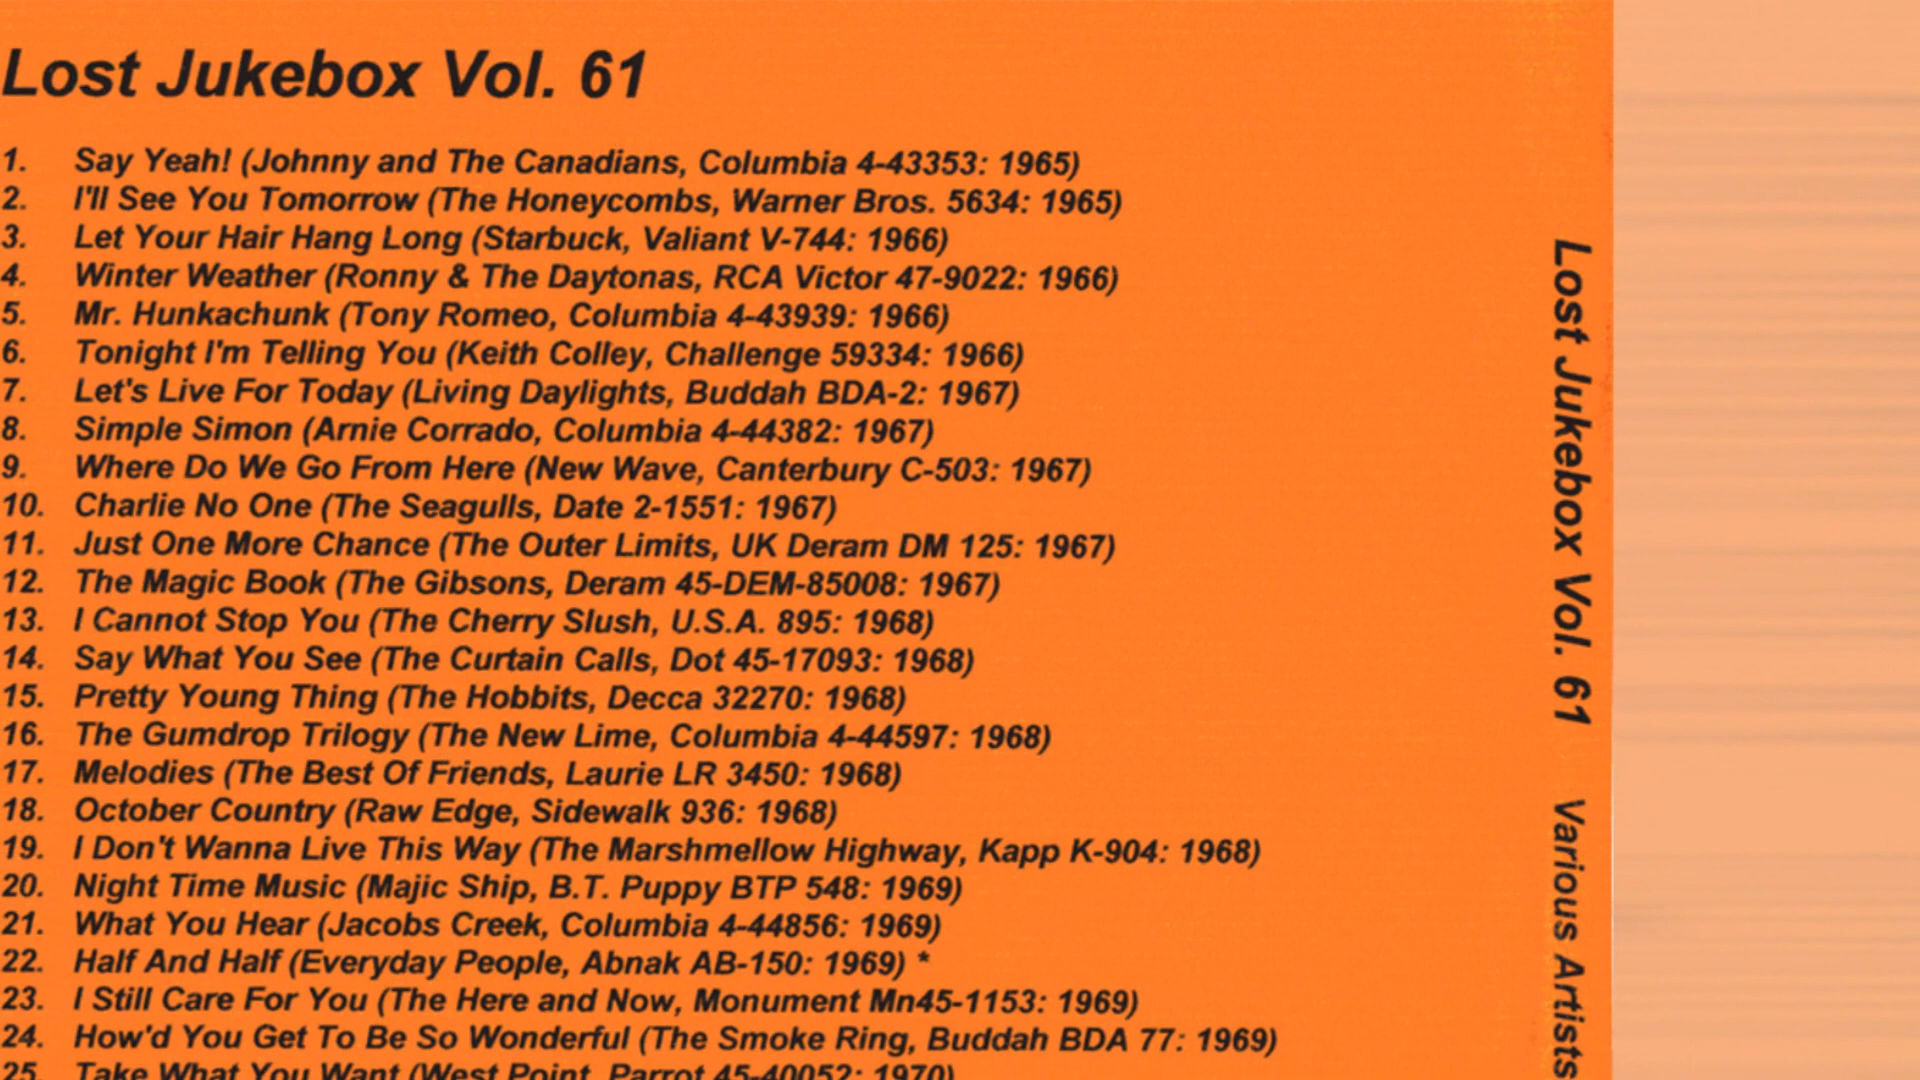 Lost Jukebox Vol. 61
1. Say Yeah! (Johnny and The Canadians, Columbia 4-43353: 1965)
2. I'll See You Tomorrow (The Honeycombs, Warner Bros. 5634: 1965)
3. Let Your Hair Hang Long (Starbuck, Valiant V-744: 1966)
4. Winter Weather (Ronny & The Daytonas, RCA Victor 47-9022: 1966)
5. Mr. Hunkachunk (Tony Romeo, Columbia 4-43939: 1966)
6. Tonight I'm Telling You (Keith Colley, Challenge 59334: 1966)
7. Let's Live For Today (Living Daylights, Buddah BDA-2: 1967)
8. Simple Simon (Arnie Corrado, Columbia 4-44382: 1967)
9. Where Do We Go From Here (New Wave, Canterbury C-503: 1967)
10. Charlie No One (The Seagulls, Date 2-1551: 1967)
11. Just One More Chance (The Outer Limits, UK Deram DM 125: 1967)
12. The Magic Book (The Gibsons, Deram 45-DEM-85008: 1967)
13. I Cannot Stop You (The Cherry Slush, U.S.A. 895: 1968)
14. Say What You See (The Curtain Calls, Dot 45-17093: 1968)
15. Pretty Young Thing (The Hobbits, Decca 32270: 1968)
16. The Gumdrop Trilogy (The New Lime, Columbia 4-44597: 1968)
17. Melodies (The Best Of Friends, Laurie LR 3450: 1968)
18. October Country (Raw Edge, Sidewalk 936: 1968)
19. I Don't Wanna Live This Way (The Marshmellow Highway, Kapp K-904: 1968)
20. Night Time Music (Majic Ship, B.T. Puppy BTP 548: 1969)
21. What You Hear (Jacobs Creek, Columbia 4-44856: 1969)
22. Half And Half (Everyday People, Abnak AB-150: 1969) *
23. I Still Care For You (The Here and Now, Monument Mn45-1153: 1969)
24. How'd You Get To Be So Wonderful (The Smoke Ring, Buddah BDA 77: 1969)
25. Take What You Want (West Point, Parrot 45-40052: 1970)
Lost Jukebox Vol. 61 Various Artists